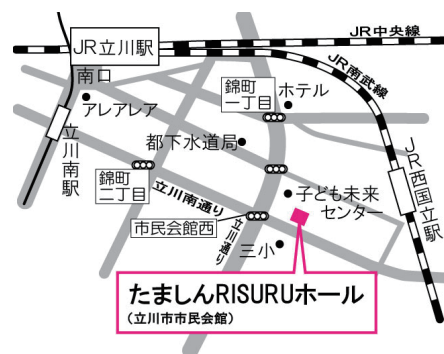 JR中央線
JR立川駅
JR南武線
南口
アレアレア
錦町
一丁目
ホテル
立川南駅
都下水道局
JR西国立駅
錦町
二丁目
立川南通り
子ども未来
センター
市民会館西
立川通り
三小
たましんRISURUホール
(立川市市民会館)